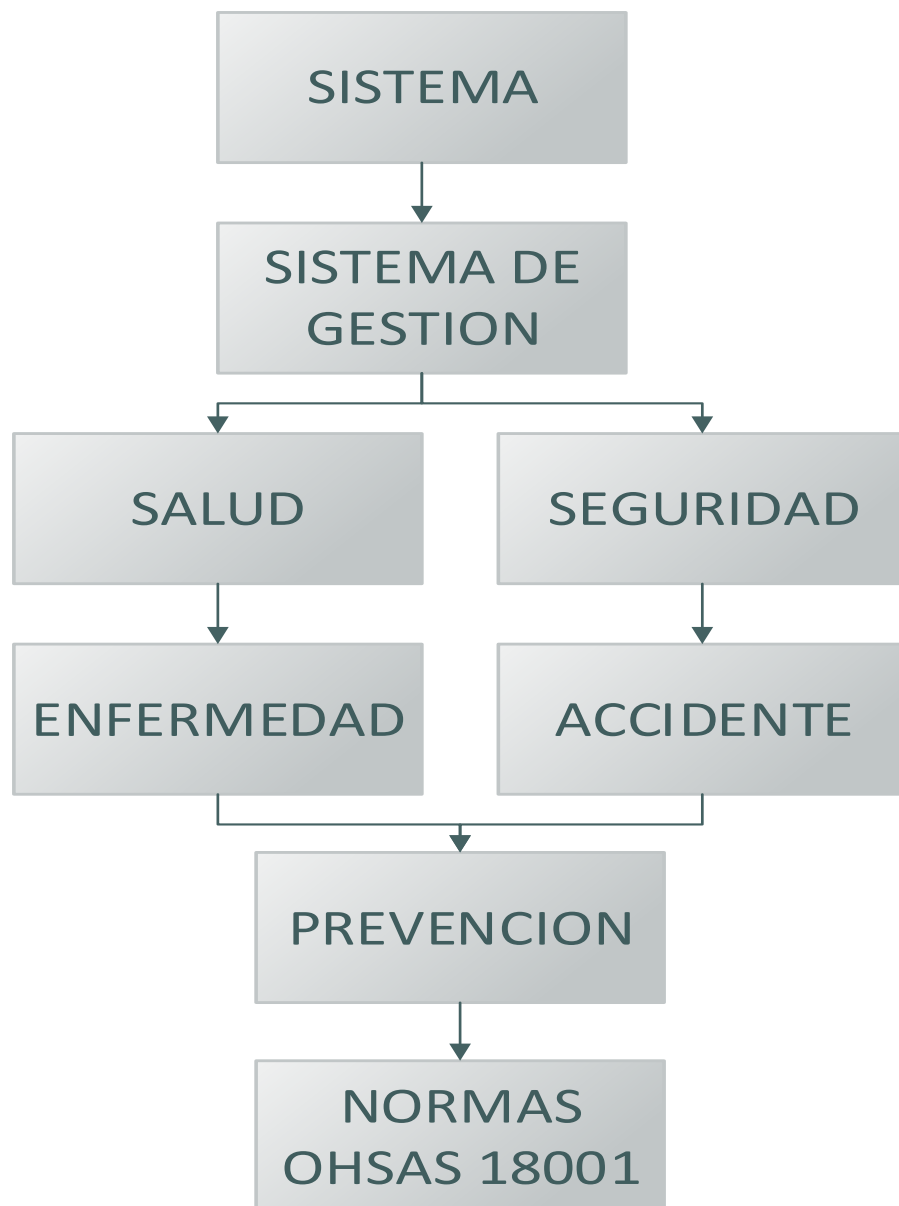 SISTEMA
SISTEMA DE
GESTION
SALUD
SEGURIDAD
ENFERMEDAD
ACCIDENTE
PREVENCION
NORMAS
OHSAS 18001